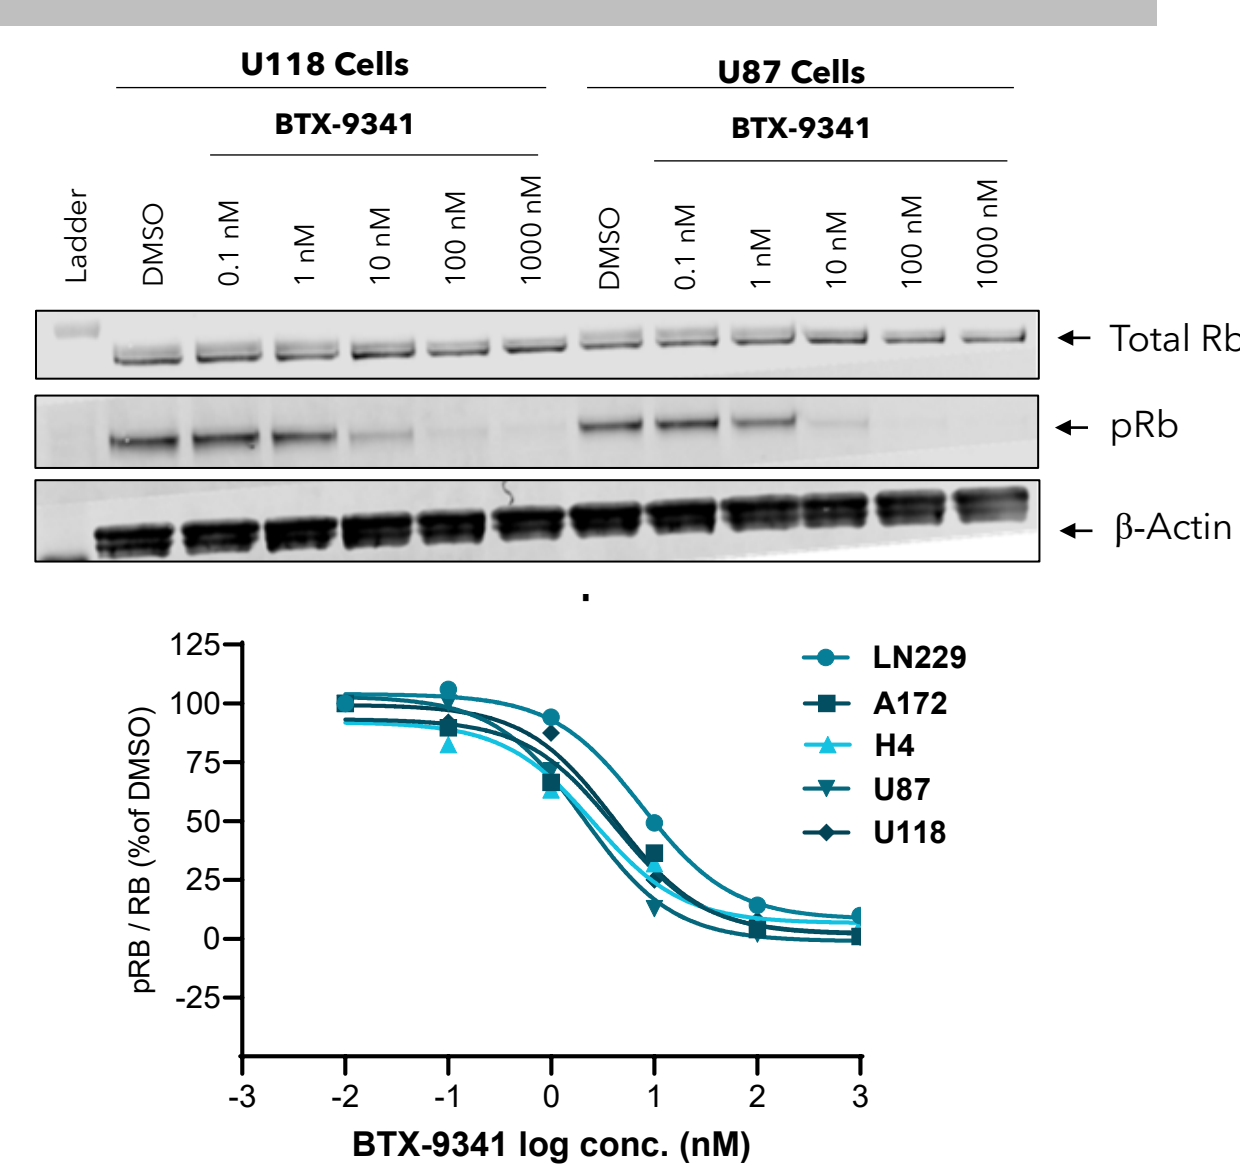 U118 Cells
U87 Cells
BTX-9341
BTX-9341
Ladder
DMSO
0.1 nM
1 nM
10 nM
100 nM
1000 nM
DMSO
0.1 nM
1 nM
10 nM
100 nM
1000 nM
Total Rb
pRb
β-Actin
.
pRB / RB (%of DMSO)
125
100
75
50
25
0
-25
LN229
A172
H4
U87
U118
-3 -2 -1 0 1 2 3
BTX-9341 log conc. (nM)